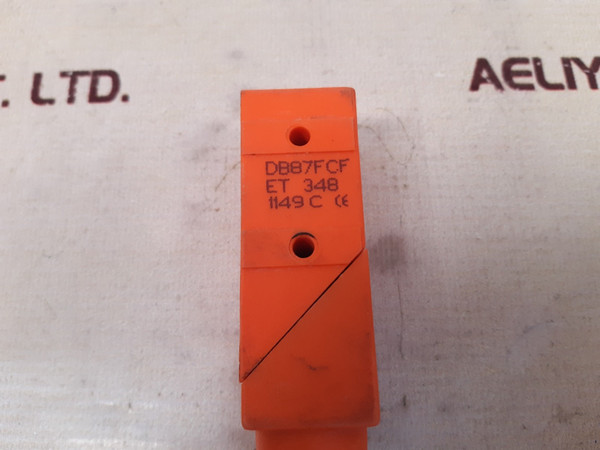 T. LTD.
AELIY
DB87FCF
ET 348
1149 C CE